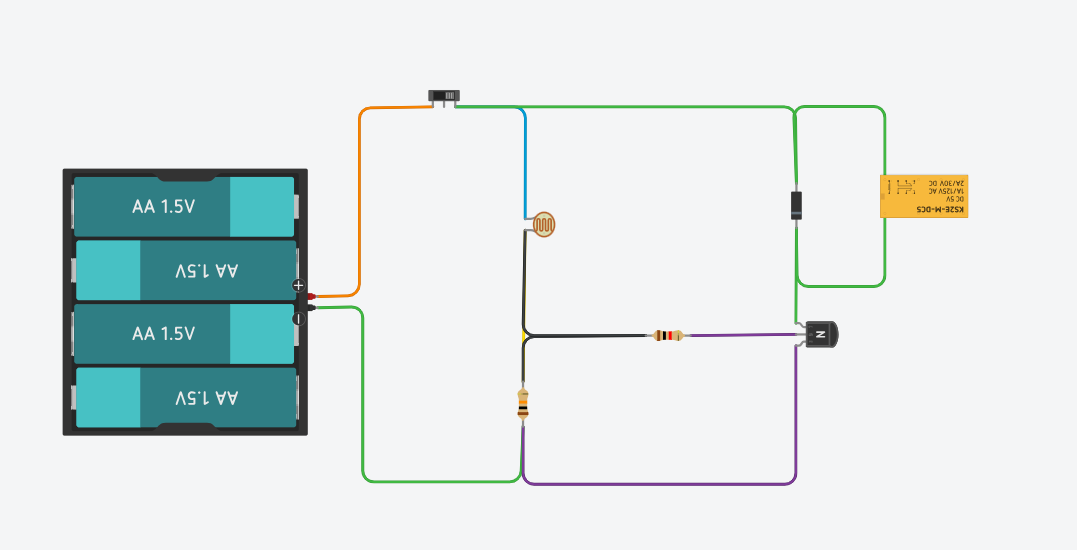 AA 1.5V
AA 1.5V
+
AA 1.5V
-
AA 1.5V
N
KS2E-M-DC5
DC 5V
1A/125V AC
2A/30V DC